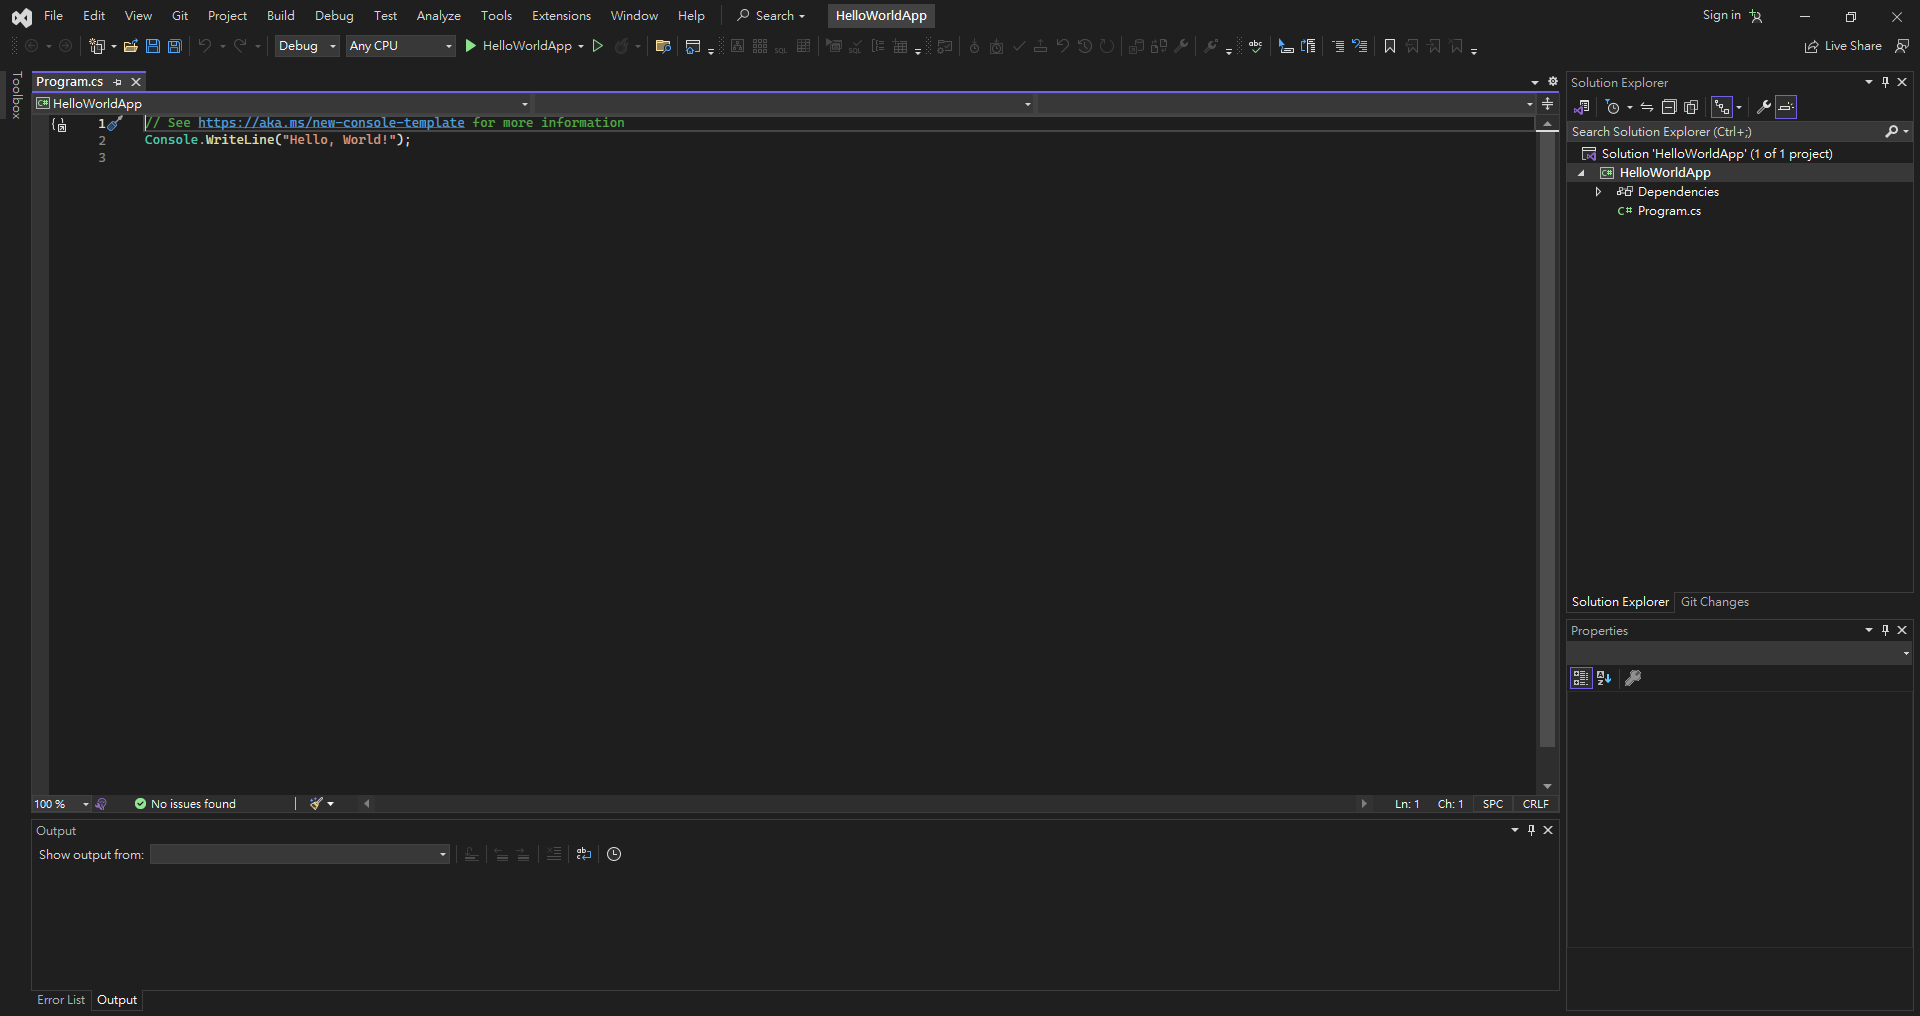 File Edit View Git Project Build Debug Test Analyze Tools Extensions Window Help Search HelloWorldApp Sign in
Debug Any CPU HelloWorldApp Live Share
Toolbox
Program.cs
HelloWorldApp
1 // See https://aka.ms/new-console-template for more information
2 Console.WriteLine("Hello, World!");
3
100 % No issues found Ln: 1 Ch: 1 SPC CRLF
Output
Show output from:
Error List Output
Solution Explorer
Search Solution Explorer (Ctrl+;)
Solution 'HelloWorldApp' (1 of 1 project)
C# HelloWorldApp
Dependencies
C# Program.cs
Solution Explorer Git Changes
Properties